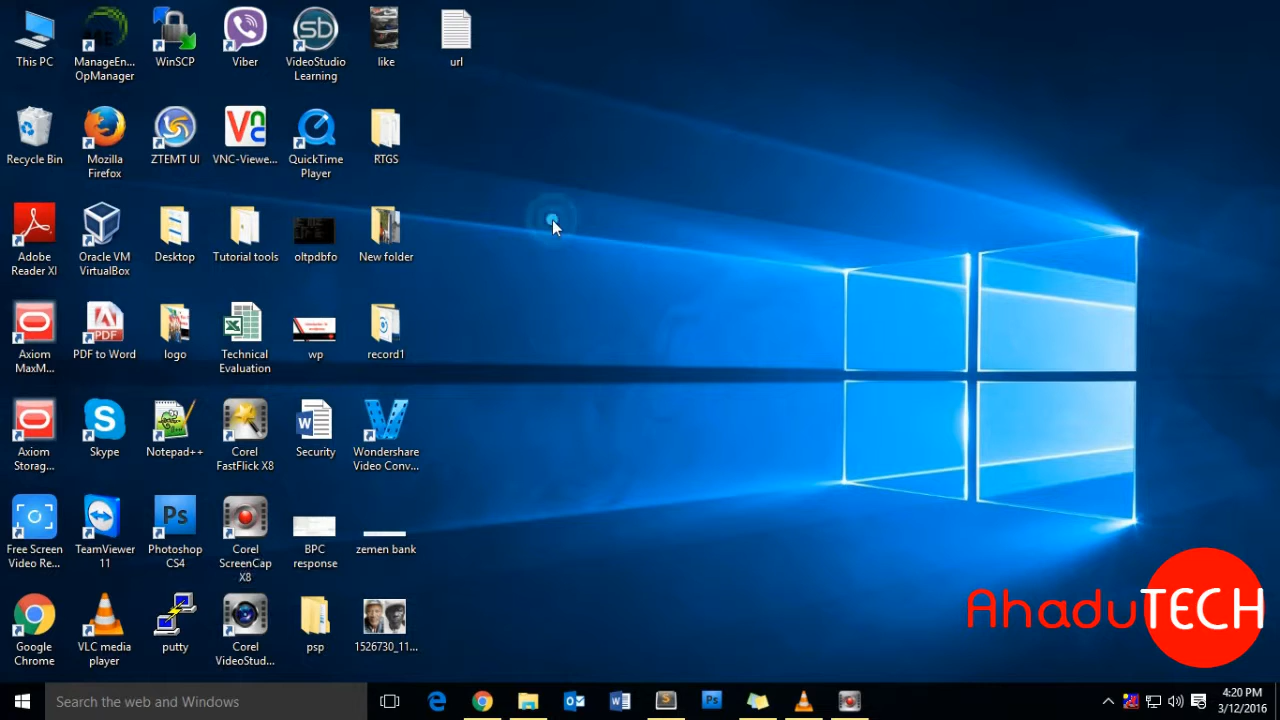 This PC
ManageEn...
OpManager
WinSCP
Viber
VideoStudio
Learning
like
url
Recycle Bin
Mozilla
Firefox
ZTEMT UI
VNC-Viewe...
QuickTime
Player
RTGS
Adobe
Reader XI
Oracle VM
VirtualBox
Desktop
Tutorial tools
oltpdbfo
New folder
Axiom
MaxM...
PDF to Word
logo
Technical
Evaluation
wp
record1
Axiom
Storag...
Skype
Notepad++
Corel
FastFlick X8
Security
Wondershare
Video Conv...
Free Screen
Video Re...
TeamViewer
11
Photoshop
CS4
Corel
ScreenCap
X8
BPC
response
zemen bank
Google
Chrome
VLC media
player
putty
Corel
VideoStud...
psp
1526730_11...
AhaduTECH
Search the web and Windows
4:20 PM
3/12/2016